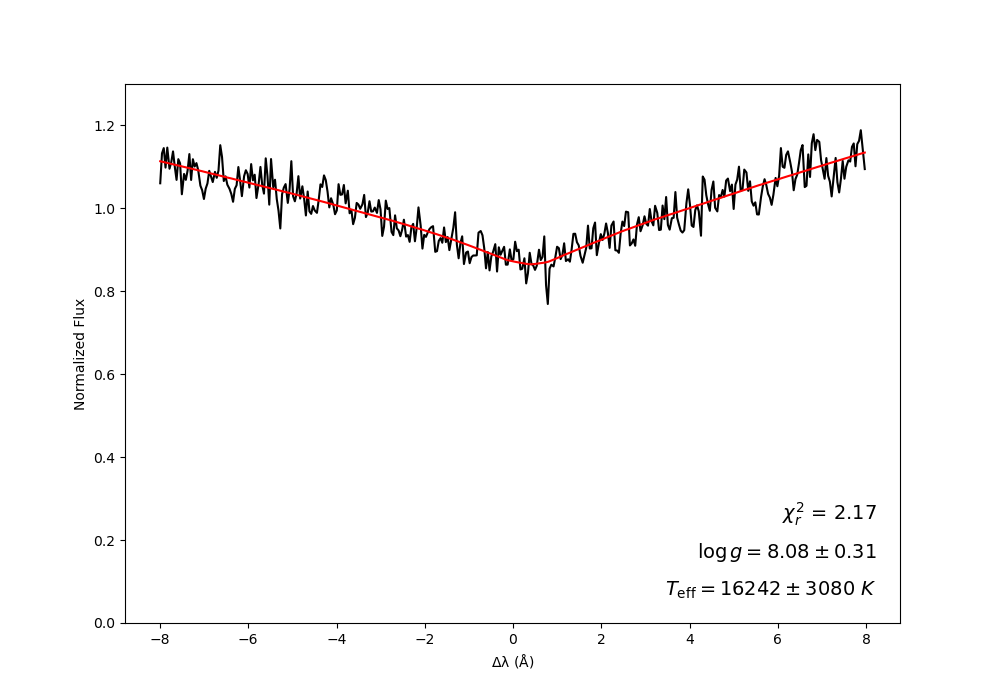 1.2
1.0
0.8
0.6
0.4
0.2
0.0
Normalized Flux
χ²ᵣ = 2.17
log g = 8.08 ± 0.31
T_eff = 16242 ± 3080 K
−8 −6 −4 −2 0 2 4 6 8
Δλ (Å)